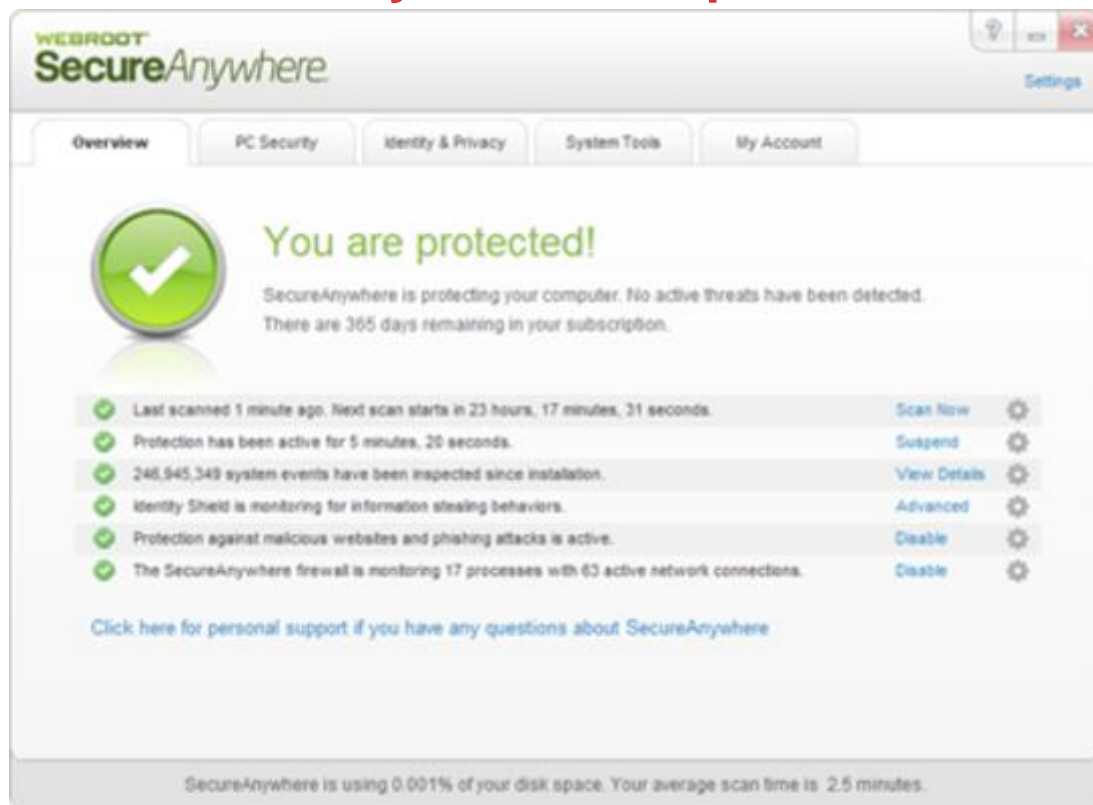 WEBROOT
SecureAnywhere
Settings
Overview
PC Security
Identity & Privacy
System Tools
My Account
You are protected!
SecureAnywhere is protecting your computer. No active threats have been detected.
There are 365 days remaining in your subscription.
Last scanned 1 minute ago. Next scan starts in 23 hours, 17 minutes, 31 seconds. Scan Now
Protection has been active for 5 minutes, 20 seconds. Suspend
246,945,349 system events have been inspected since installation. View Details
Identity Shield is monitoring for information stealing behaviors. Advanced
Protection against malicious websites and phishing attacks is active. Disable
The SecureAnywhere firewall is monitoring 17 processes with 63 active network connections. Disable
Click here for personal support if you have any questions about SecureAnywhere
SecureAnywhere is using 0.001% of your disk space. Your average scan time is 2.5 minutes.